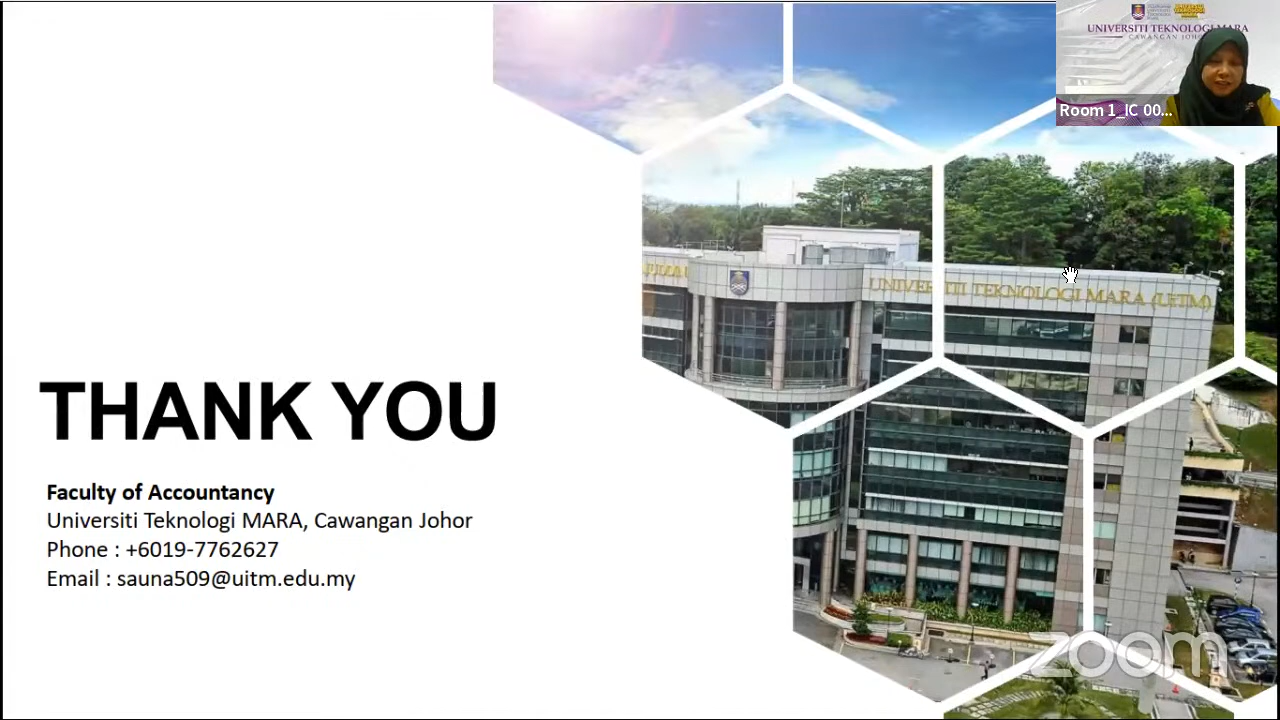 UNIVERSITI TEKNOLOGI MARA
CAWANGAN JOHO
Room 1_IC 00...
UNIVERSITI TEKNOLOGI MARA (UiTM)
THANK YOU
Faculty of Accountancy
Universiti Teknologi MARA, Cawangan Johor
Phone : +6019-7762627
Email : sauna509@uitm.edu.my
zoom